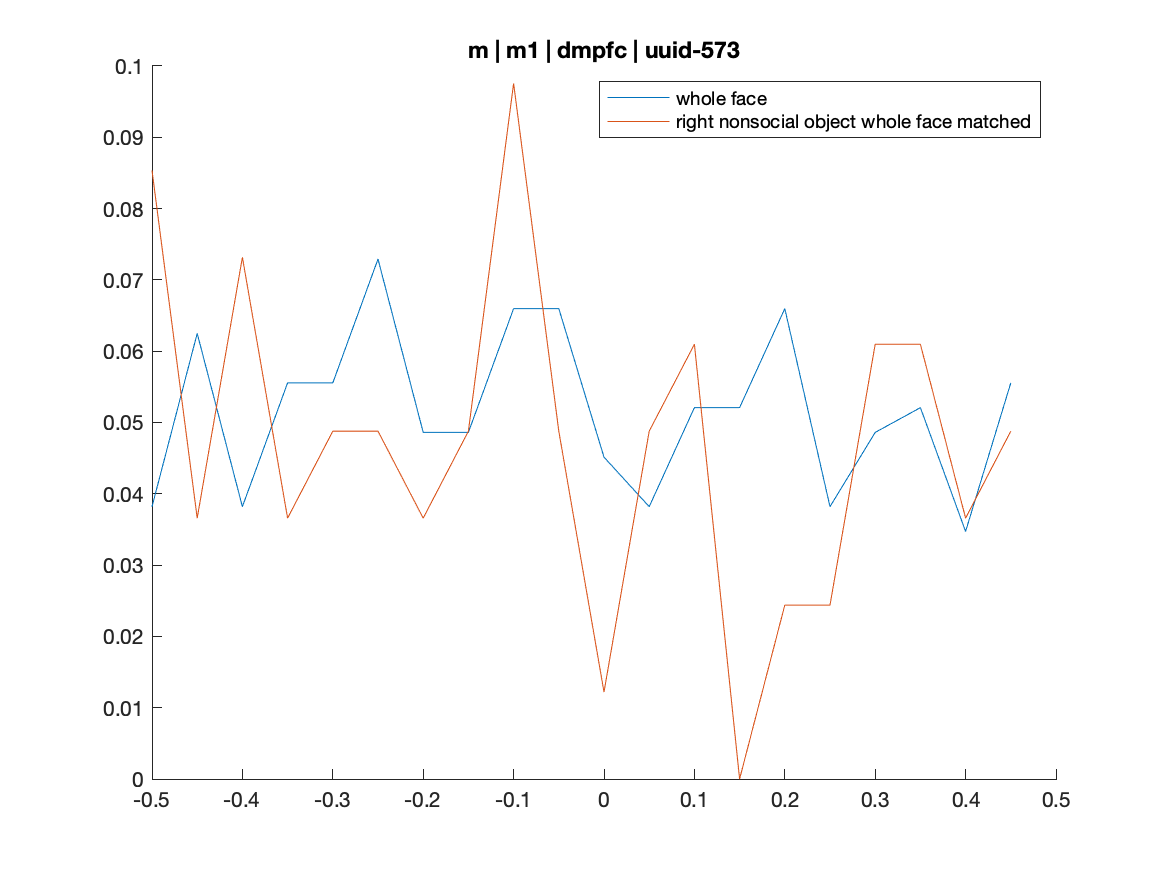 m | m1 | dmpfc | uuid-573
whole face
right nonsocial object whole face matched
0.1
0.09
0.08
0.07
0.06
0.05
0.04
0.03
0.02
0.01
0
-0.5 -0.4 -0.3 -0.2 -0.1 0 0.1 0.2 0.3 0.4 0.5